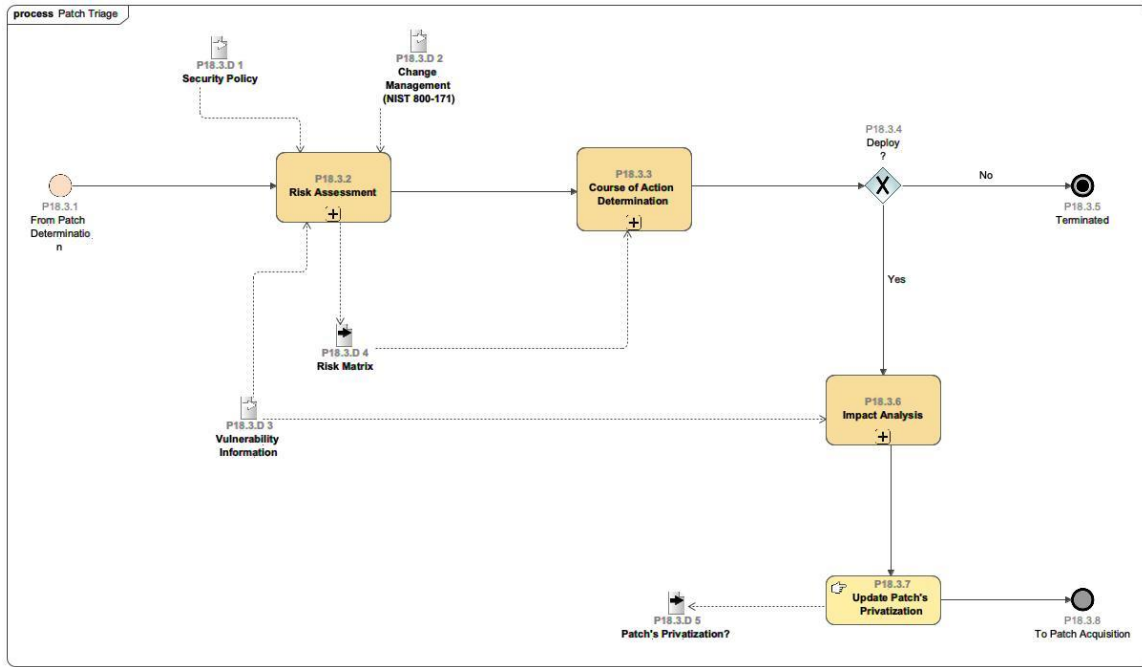 process Patch Triage
P18.3.D 1
Security Policy
P18.3.D 2
Change
Management
(NIST 800-171)
P18.3.4
Deploy
?
P18.3.1
From Patch
Determinatio
n
P18.3.2
Risk Assessment
P18.3.3
Course of Action
Determination
No
P18.3.5
Terminated
Yes
P18.3.D 4
Risk Matrix
P18.3.D 3
Vulnerability
Information
P18.3.6
Impact Analysis
P18.3.7
Update Patch's
Privatization
P18.3.D 5
Patch's Privatization?
P18.3.8
To Patch Acquisition